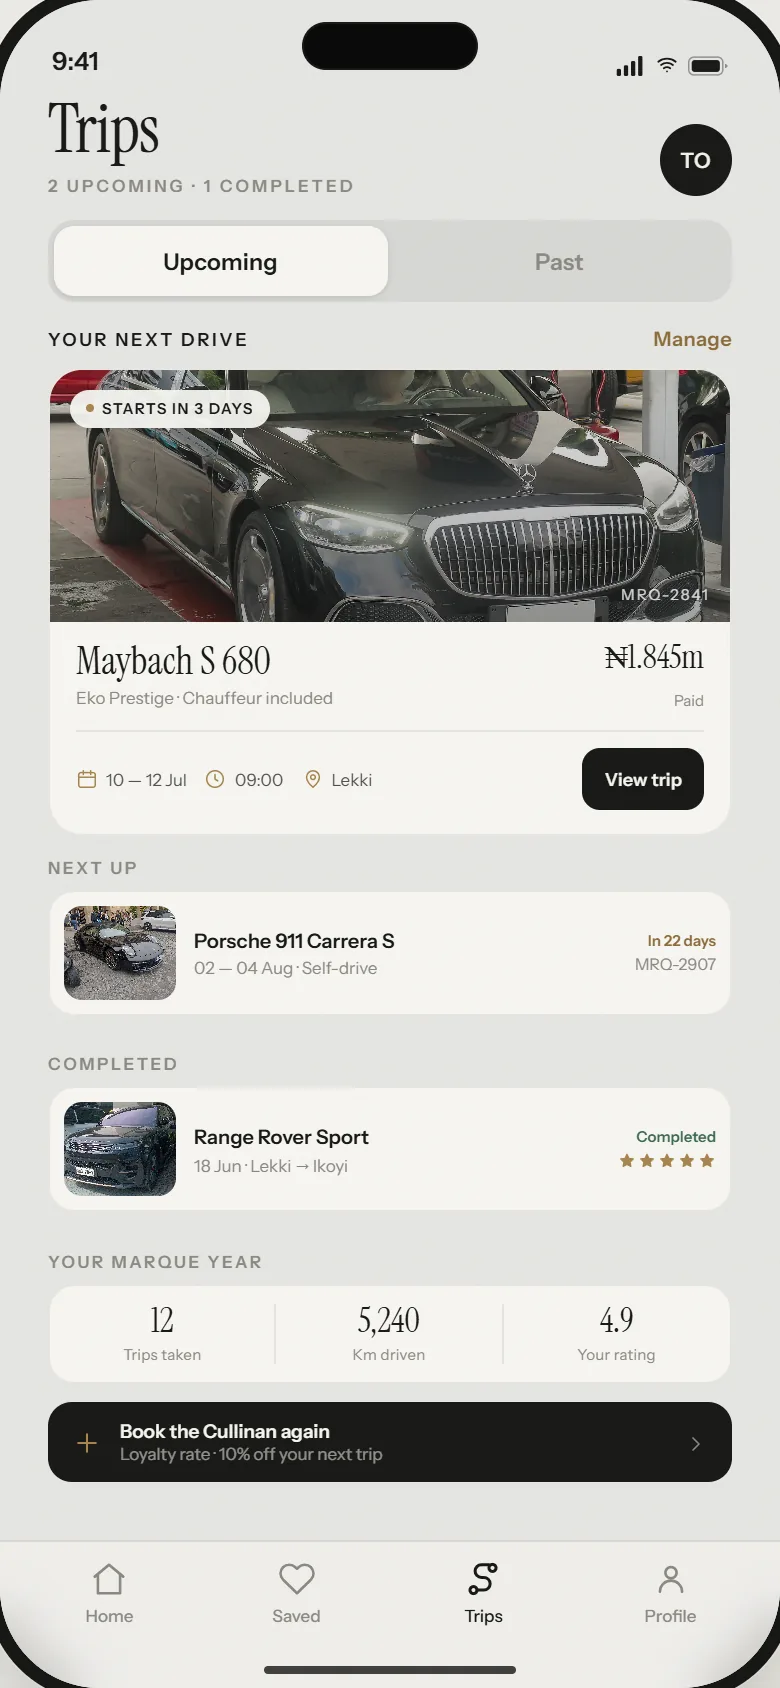 9:41
Trips
2 UPCOMING · 1 COMPLETED
TO
Upcoming
Past
YOUR NEXT DRIVE
Manage
STARTS IN 3 DAYS
MRQ-2841
Maybach S 680
₦1.845m
Eko Prestige · Chauffeur included
Paid
10 — 12 Jul
09:00
Lekki
View trip
NEXT UP
Porsche 911 Carrera S
In 22 days
02 — 04 Aug · Self-drive
MRQ-2907
COMPLETED
Range Rover Sport
Completed
18 Jun · Lekki → Ikoyi
YOUR MARQUE YEAR
12
5,240
4.9
Trips taken
Km driven
Your rating
Book the Cullinan again
Loyalty rate · 10% off your next trip
Home
Saved
Trips
Profile